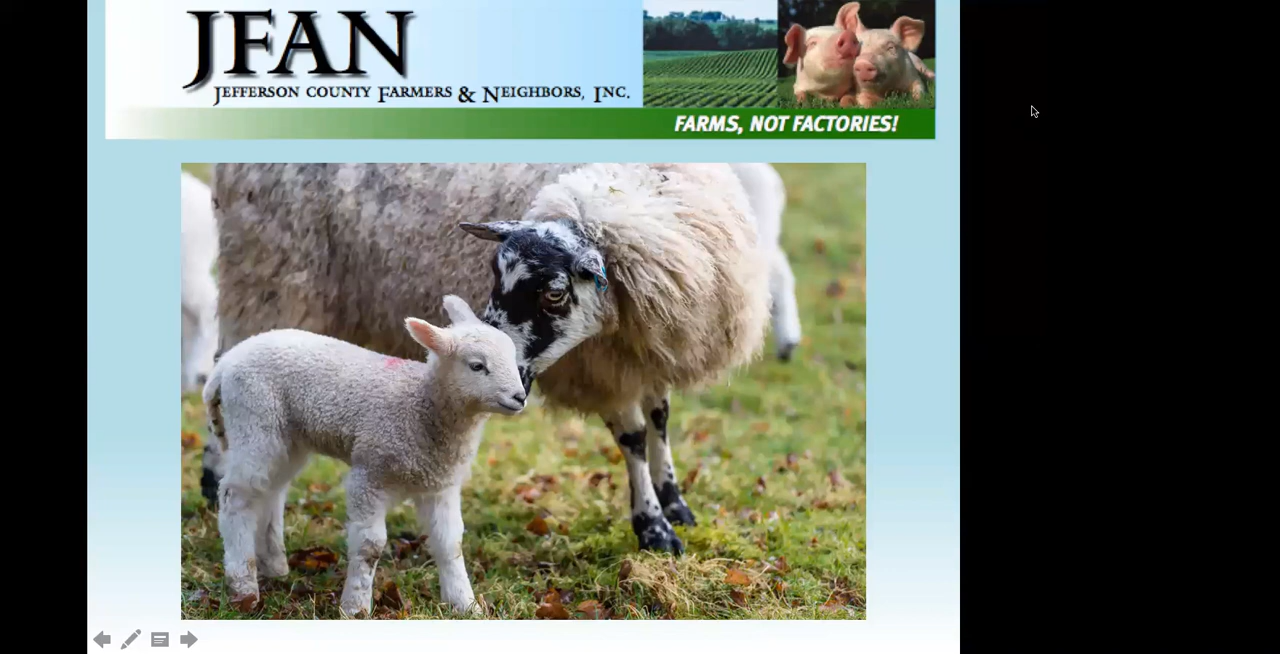 JFAN
JEFFERSON COUNTY FARMERS & NEIGHBORS, INC.
FARMS, NOT FACTORIES!